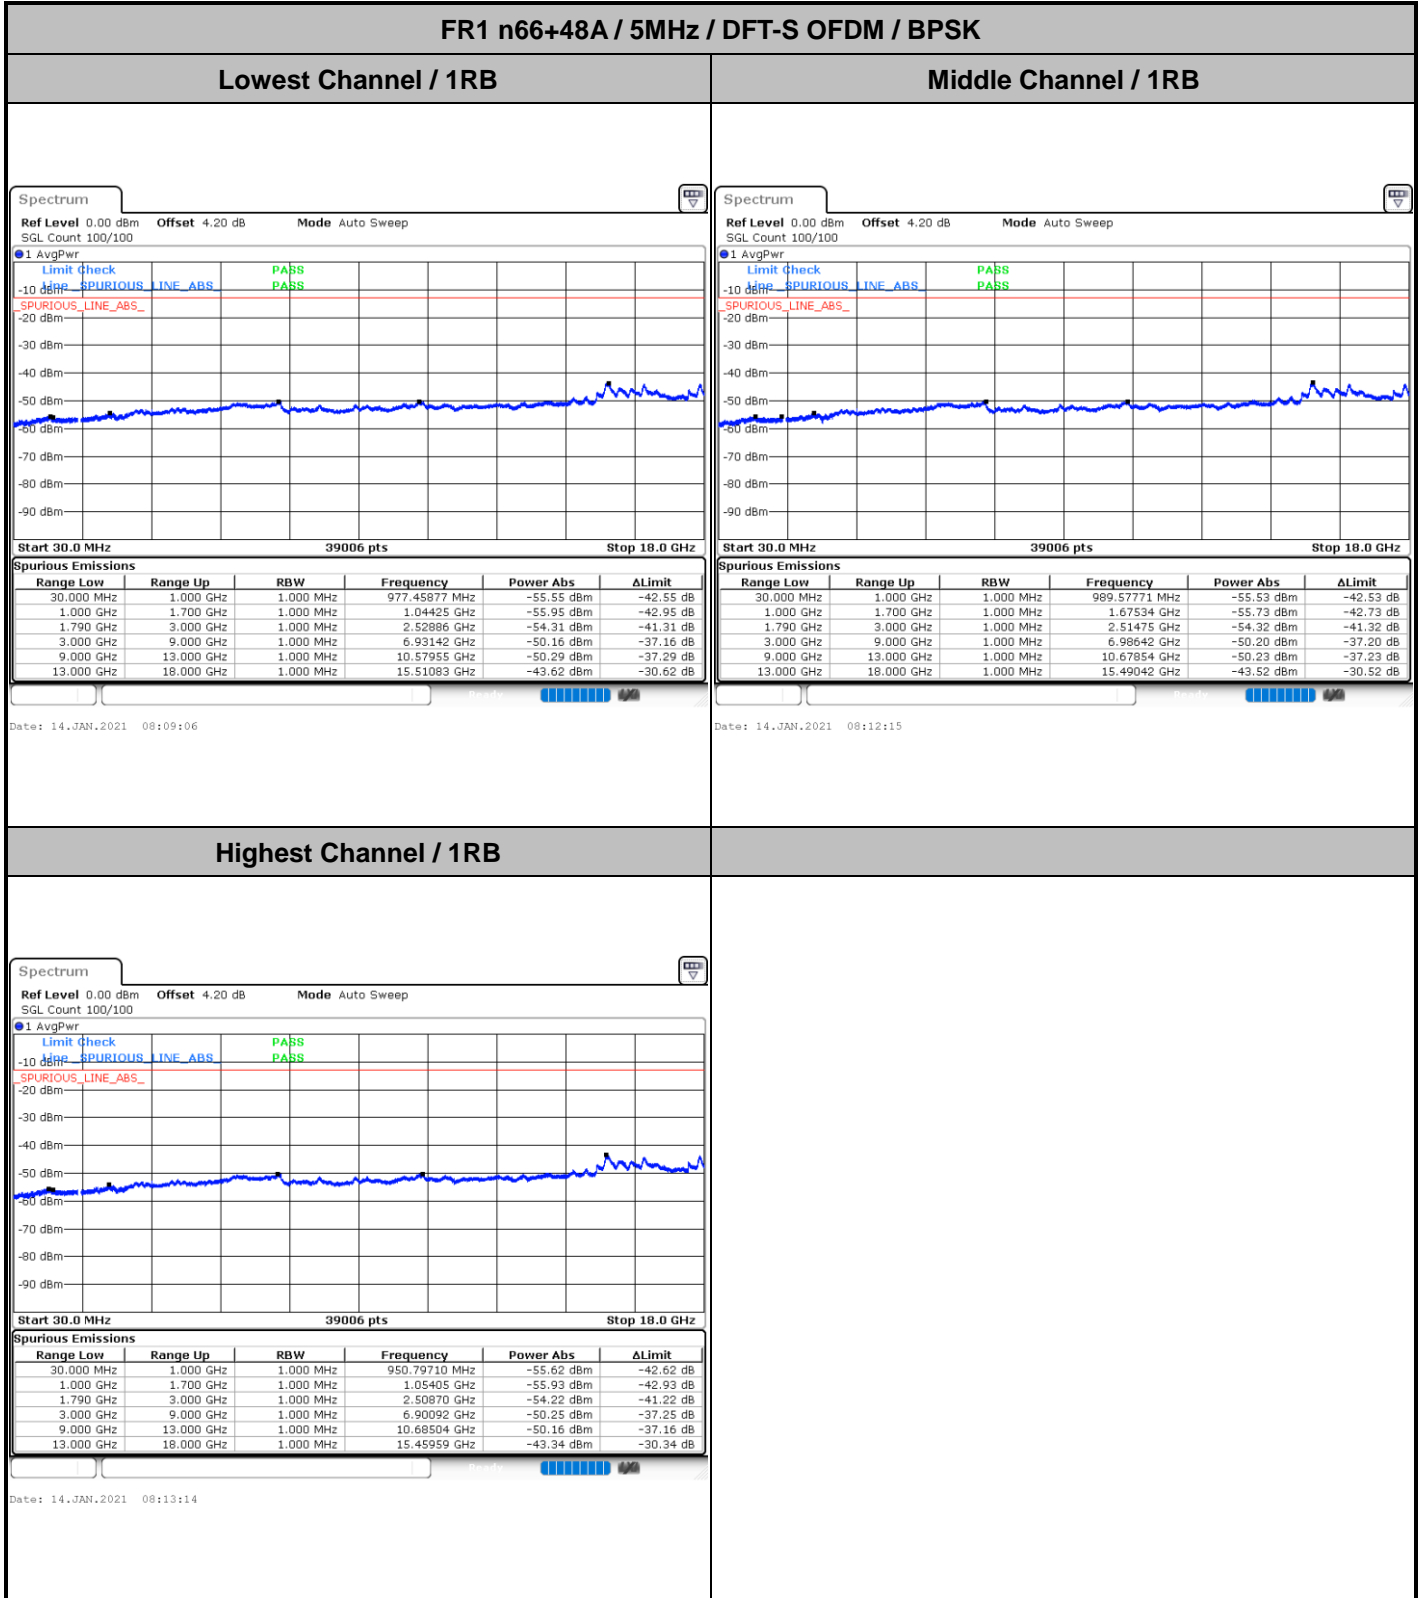 FR1 n66+48A / 5MHz / DFT-S OFDM / BPSK
Lowest Channel / 1RB
Middle Channel / 1RB
Spectrum
Ref Level 0.00 dBm Offset 4.20 dB Mode Auto Sweep
SGL Count 100/100
1 AvgPwr
Limit Check PASS
-10 dBm Line _SPURIOUS_LINE_ABS_ PASS
_SPURIOUS_LINE_ABS_
-20 dBm
-30 dBm
-40 dBm
-50 dBm
-60 dBm
-70 dBm
-80 dBm
-90 dBm
Start 30.0 MHz 39006 pts Stop 18.0 GHz
Spurious Emissions
Range Low Range Up RBW Frequency Power Abs ΔLimit
30.000 MHz 1.000 GHz 1.000 MHz 977.45877 MHz -55.55 dBm -42.55 dB
1.000 GHz 1.700 GHz 1.000 MHz 1.04425 GHz -55.95 dBm -42.95 dB
1.790 GHz 3.000 GHz 1.000 MHz 2.52886 GHz -54.31 dBm -41.31 dB
3.000 GHz 9.000 GHz 1.000 MHz 6.93142 GHz -50.16 dBm -37.16 dB
9.000 GHz 13.000 GHz 1.000 MHz 10.57955 GHz -50.29 dBm -37.29 dB
13.000 GHz 18.000 GHz 1.000 MHz 15.51083 GHz -43.62 dBm -30.62 dB
Ready
Date: 14.JAN.2021 08:09:06
Spectrum
Ref Level 0.00 dBm Offset 4.20 dB Mode Auto Sweep
SGL Count 100/100
1 AvgPwr
Limit Check PASS
-10 dBm Line _SPURIOUS_LINE_ABS_ PASS
_SPURIOUS_LINE_ABS_
-20 dBm
-30 dBm
-40 dBm
-50 dBm
-60 dBm
-70 dBm
-80 dBm
-90 dBm
Start 30.0 MHz 39006 pts Stop 18.0 GHz
Spurious Emissions
Range Low Range Up RBW Frequency Power Abs ΔLimit
30.000 MHz 1.000 GHz 1.000 MHz 989.57771 MHz -55.53 dBm -42.53 dB
1.000 GHz 1.700 GHz 1.000 MHz 1.67534 GHz -55.73 dBm -42.73 dB
1.790 GHz 3.000 GHz 1.000 MHz 2.51475 GHz -54.32 dBm -41.32 dB
3.000 GHz 9.000 GHz 1.000 MHz 6.98642 GHz -50.20 dBm -37.20 dB
9.000 GHz 13.000 GHz 1.000 MHz 10.67854 GHz -50.23 dBm -37.23 dB
13.000 GHz 18.000 GHz 1.000 MHz 15.49042 GHz -43.52 dBm -30.52 dB
Ready
Date: 14.JAN.2021 08:12:15
Highest Channel / 1RB
Spectrum
Ref Level 0.00 dBm Offset 4.20 dB Mode Auto Sweep
SGL Count 100/100
1 AvgPwr
Limit Check PASS
-10 dBm Line _SPURIOUS_LINE_ABS_ PASS
_SPURIOUS_LINE_ABS_
-20 dBm
-30 dBm
-40 dBm
-50 dBm
-60 dBm
-70 dBm
-80 dBm
-90 dBm
Start 30.0 MHz 39006 pts Stop 18.0 GHz
Spurious Emissions
Range Low Range Up RBW Frequency Power Abs ΔLimit
30.000 MHz 1.000 GHz 1.000 MHz 950.79710 MHz -55.62 dBm -42.62 dB
1.000 GHz 1.700 GHz 1.000 MHz 1.05405 GHz -55.93 dBm -42.93 dB
1.790 GHz 3.000 GHz 1.000 MHz 2.50870 GHz -54.22 dBm -41.22 dB
3.000 GHz 9.000 GHz 1.000 MHz 6.90092 GHz -50.25 dBm -37.25 dB
9.000 GHz 13.000 GHz 1.000 MHz 10.68504 GHz -50.16 dBm -37.16 dB
13.000 GHz 18.000 GHz 1.000 MHz 15.45959 GHz -43.34 dBm -30.34 dB
Ready
Date: 14.JAN.2021 08:13:14